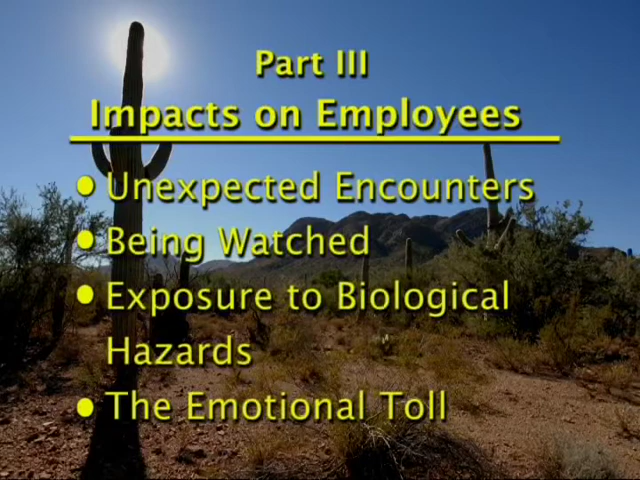 Part III
Impacts on Employees
• Unexpected Encounters
• Being Watched
• Exposure to Biological
Hazards
• The Emotional Toll